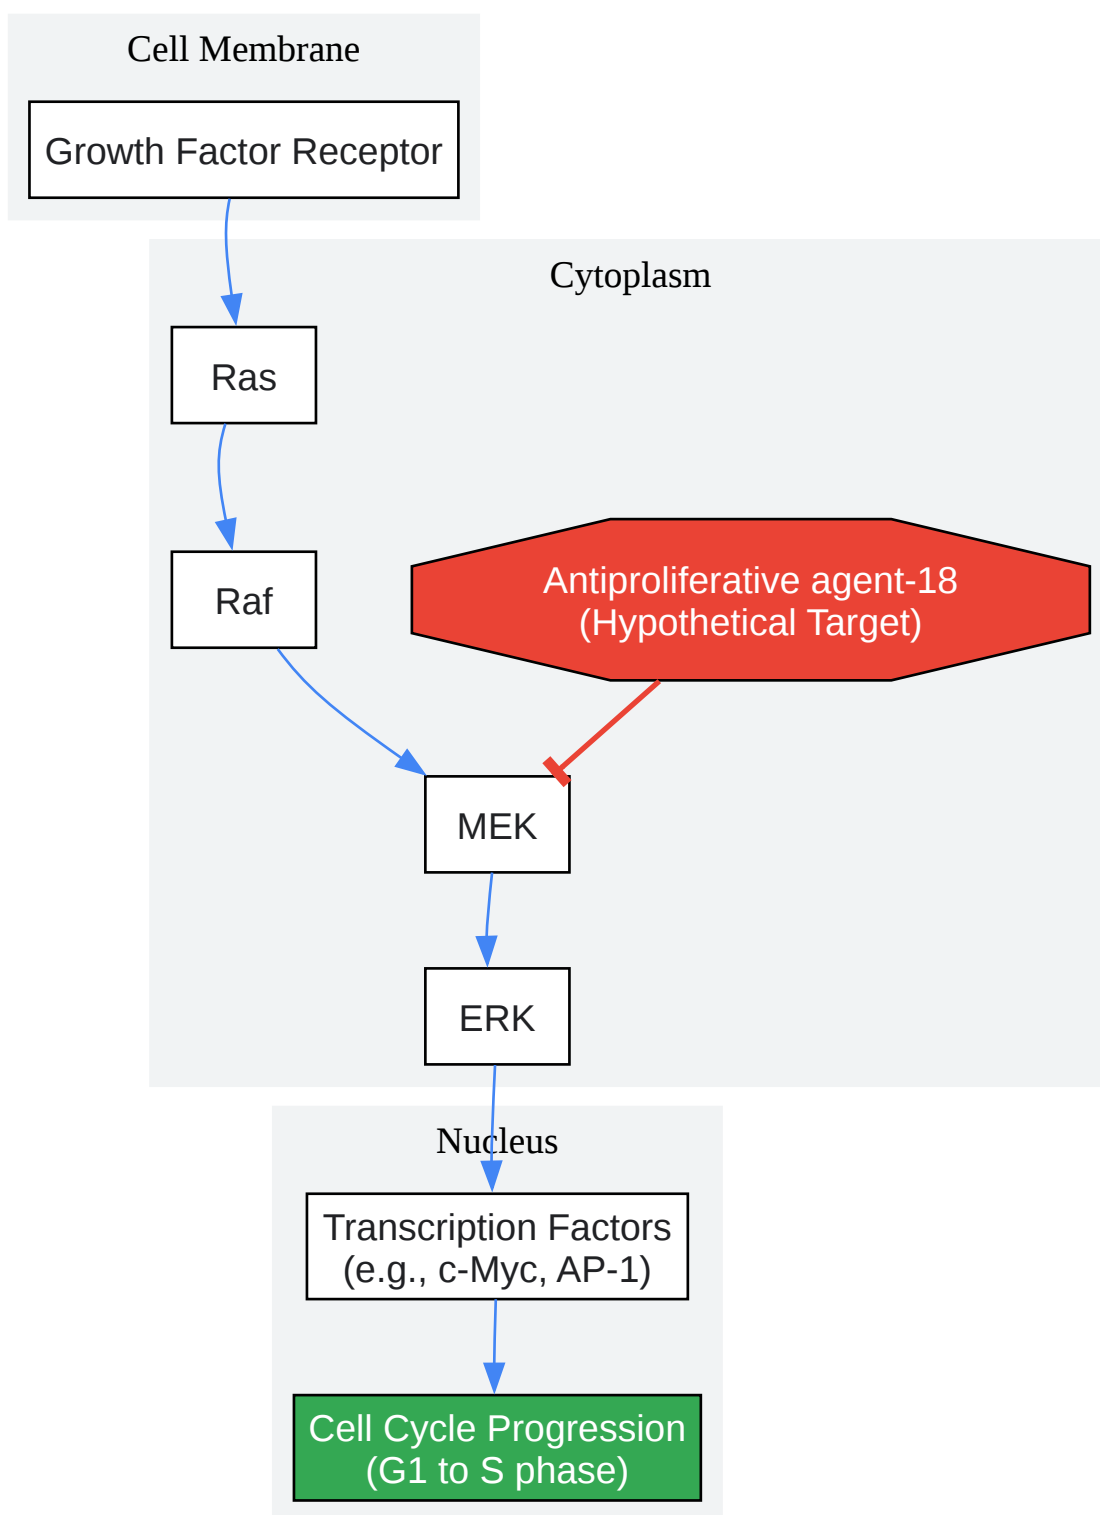 Cell Membrane
Growth Factor Receptor
Cytoplasm
Ras
Raf
Antiproliferative agent-18
(Hypothetical Target)
MEK
ERK
Nucleus
Transcription Factors
(e.g., c-Myc, AP-1)
Cell Cycle Progression
(G1 to S phase)